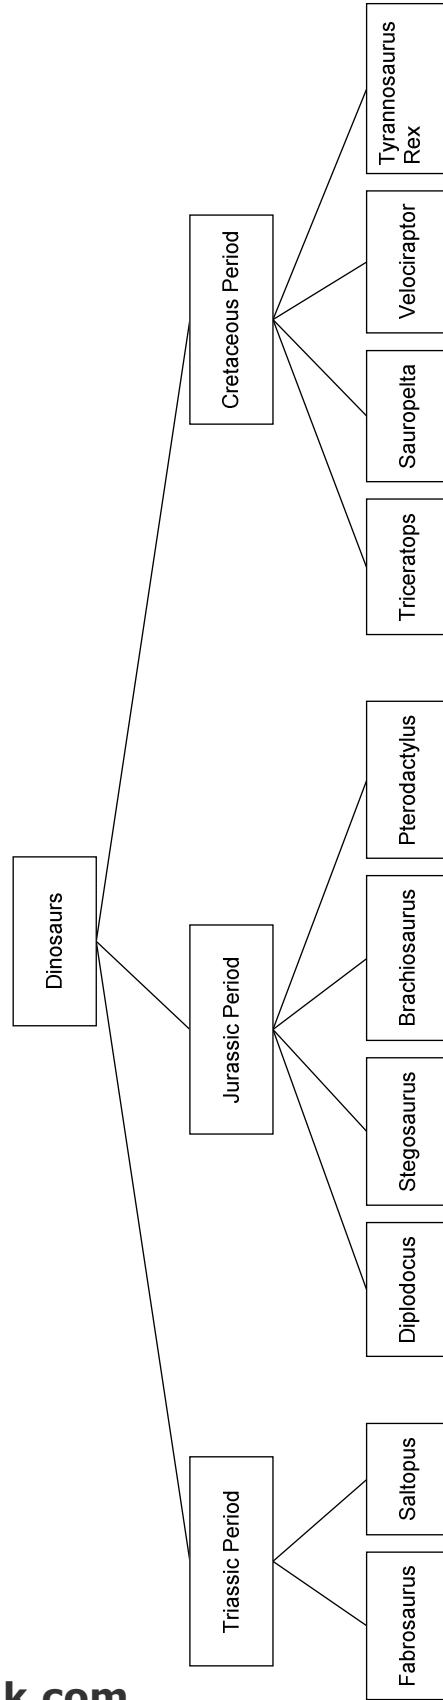 Dinosaurs
Triassic Period
Jurassic Period
Cretaceous Period
Fabrosaurus
Saltopus
Diplodocus
Stegosaurus
Brachiosaurus
Pterodactylus
Triceratops
Sauropelta
Velociraptor
Tyrannosaurus
Rex
k.com